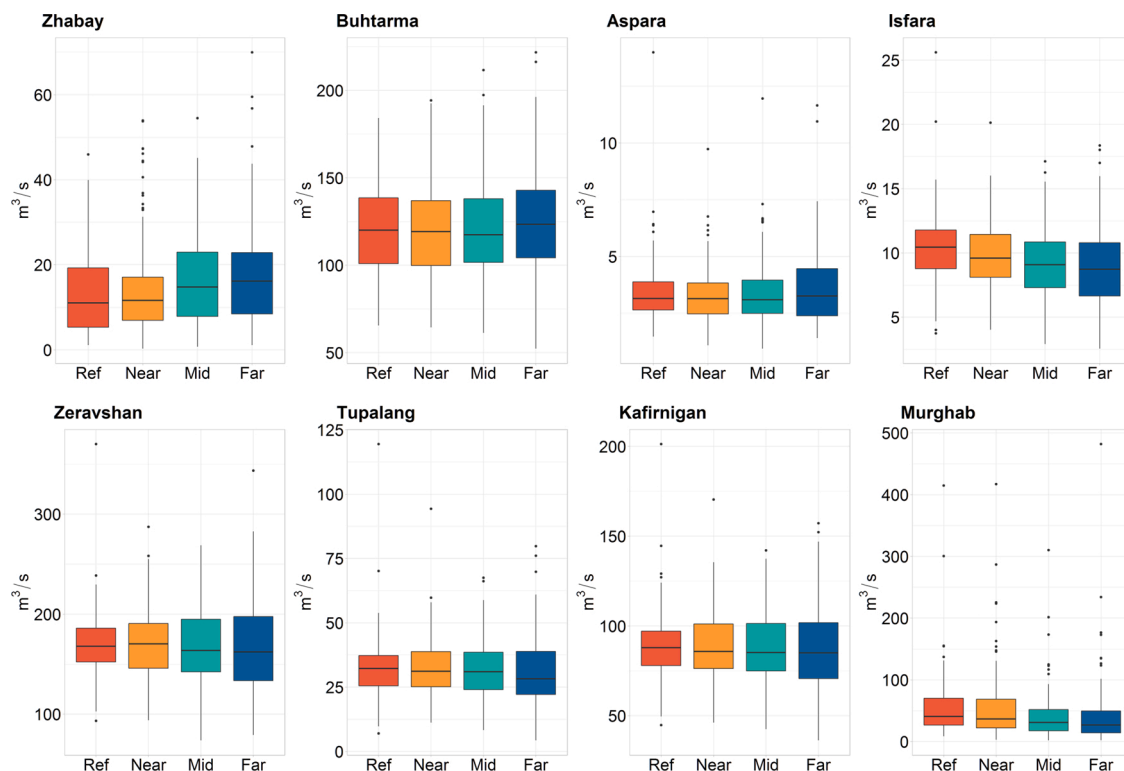 Zhabay
Buhtarma
Aspara
Isfara
m³/s
60
40
20
0
Ref Near Mid Far
m³/s
200
150
100
50
Ref Near Mid Far
m³/s
10
5
Ref Near Mid Far
m³/s
25
20
15
10
5
Ref Near Mid Far
Zeravshan
Tupalang
Kafirnigan
Murghab
m³/s
300
200
100
Ref Near Mid Far
m³/s
125
100
75
50
25
0
Ref Near Mid Far
m³/s
200
150
100
50
Ref Near Mid Far
m³/s
500
400
300
200
100
0
Ref Near Mid Far